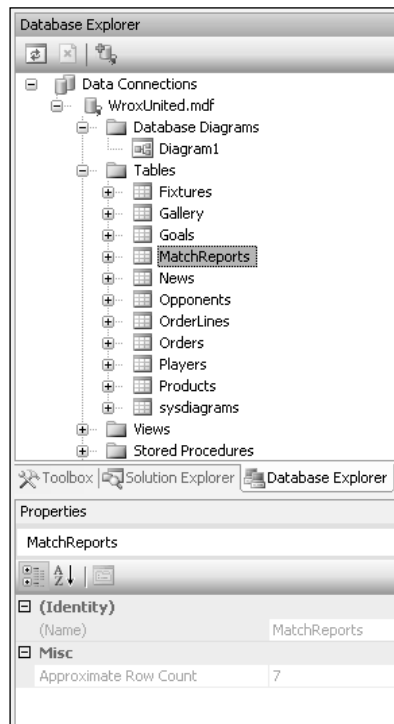 Database Explorer
Data Connections
WroxUnited.mdf
Database Diagrams
Diagram1
Tables
Fixtures
Gallery
Goals
MatchReports
News
Opponents
OrderLines
Orders
Players
Products
sysdiagrams
Views
Stored Procedures
Toolbox Solution Explorer Database Explorer
Properties
MatchReports
(Identity)
(Name) MatchReports
Misc
Approximate Row Count 7